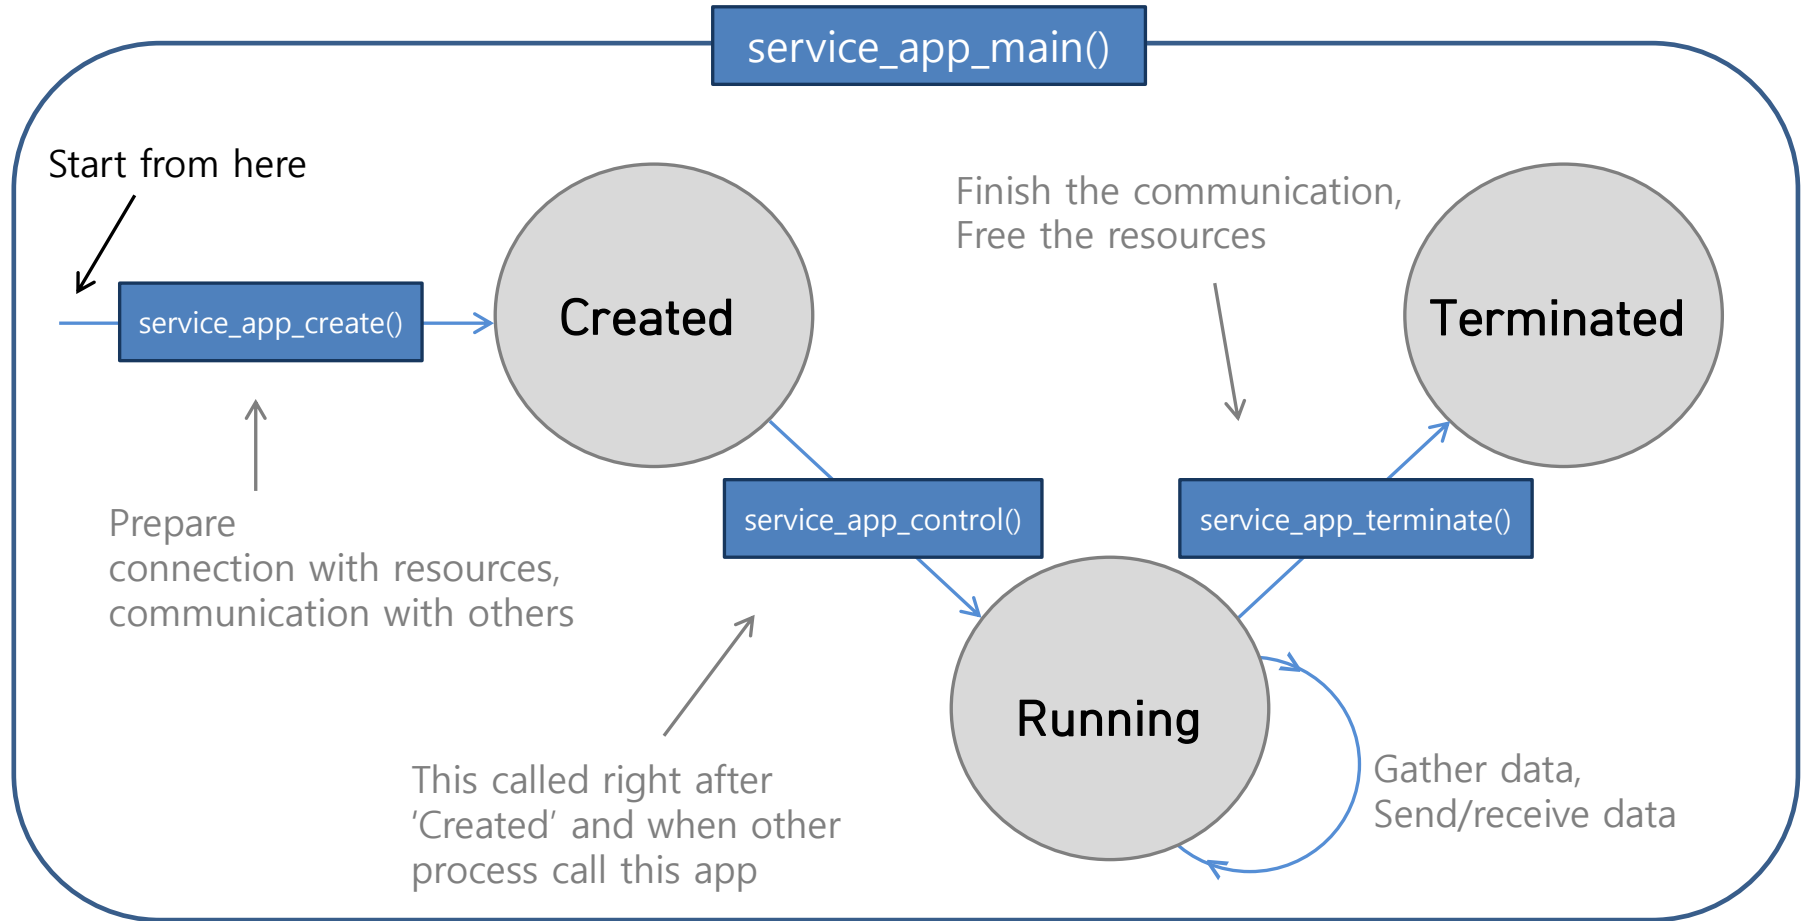 service_app_main()
Start from here
service_app_create()
Created
Prepare
connection with resources,
communication with others
service_app_control()
This called right after
‘Created’ and when other
process call this app
Running
Gather data,
Send/receive data
service_app_terminate()
Finish the communication,
Free the resources
Terminated